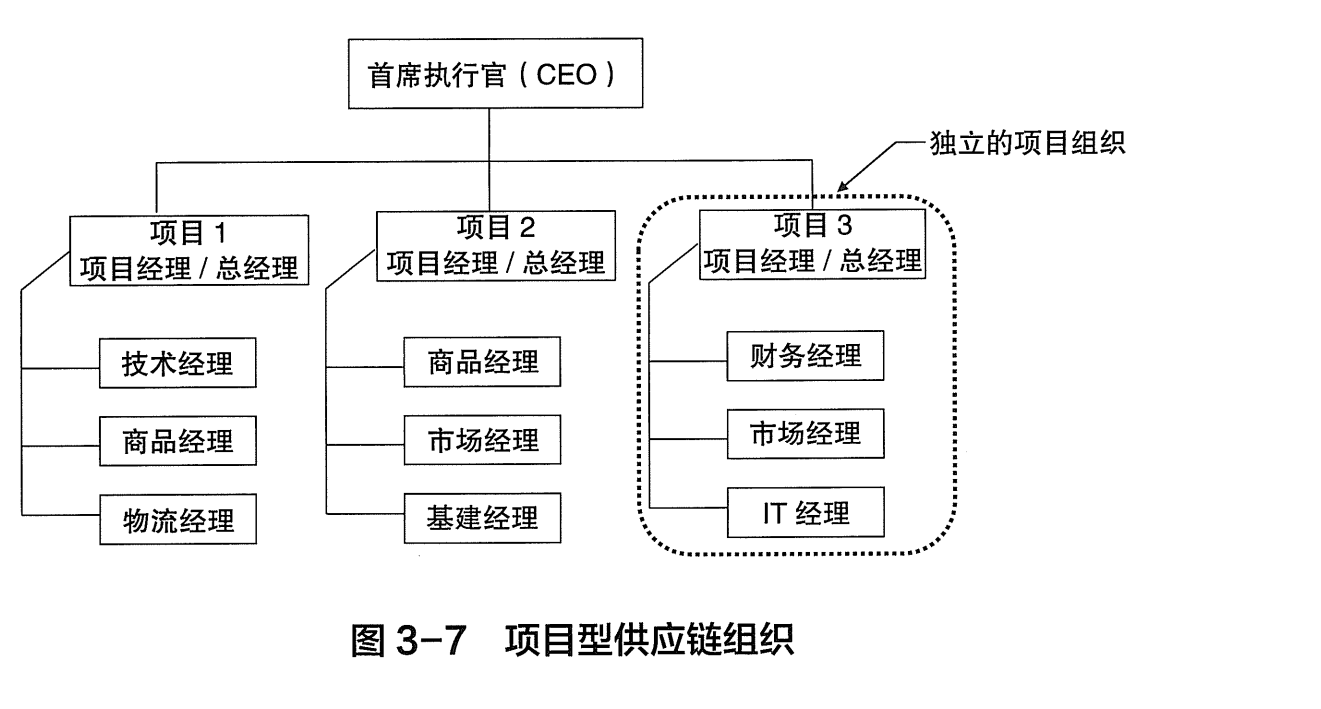 首席执行官（CEO）
独立的项目组织
项目 1
项目经理 / 总经理
技术经理
商品经理
物流经理
项目 2
项目经理 / 总经理
商品经理
市场经理
基建经理
项目 3
项目经理 / 总经理
财务经理
市场经理
IT 经理
图 3-7　项目型供应链组织